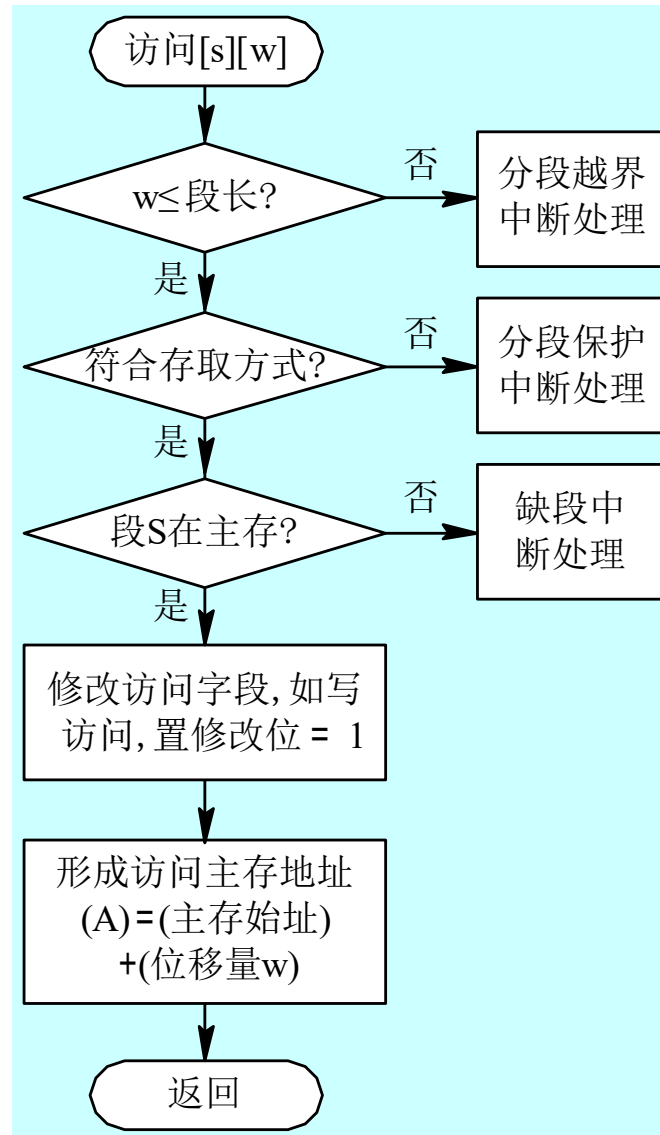 访问[s][w]
w≤段长?
否
分段越界
中断处理
是
符合存取方式?
否
分段保护
中断处理
是
段S在主存?
否
缺段中
断处理
是
修改访问字段,如写
访问,置修改位 = 1
形成访问主存地址
(A)=(主存始址)
+(位移量w)
返回